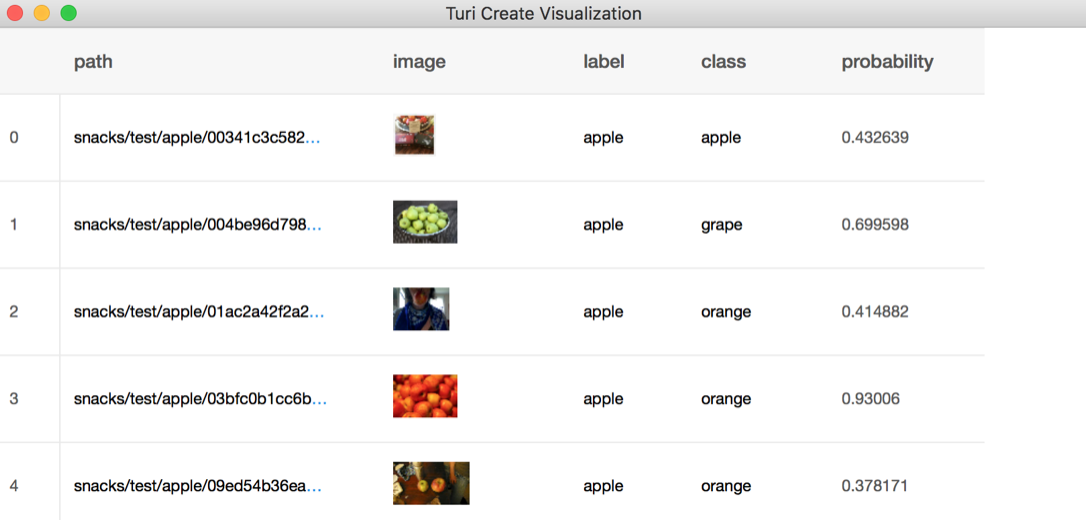 Turi Create Visualization
path image label class probability
0 snacks/test/apple/00341c3c582... apple apple 0.432639
1 snacks/test/apple/004be96d798... apple grape 0.699598
2 snacks/test/apple/01ac2a42f2a2... apple orange 0.414882
3 snacks/test/apple/03bfc0b1cc6b... apple orange 0.93006
4 snacks/test/apple/09ed54b36ea... apple orange 0.378171